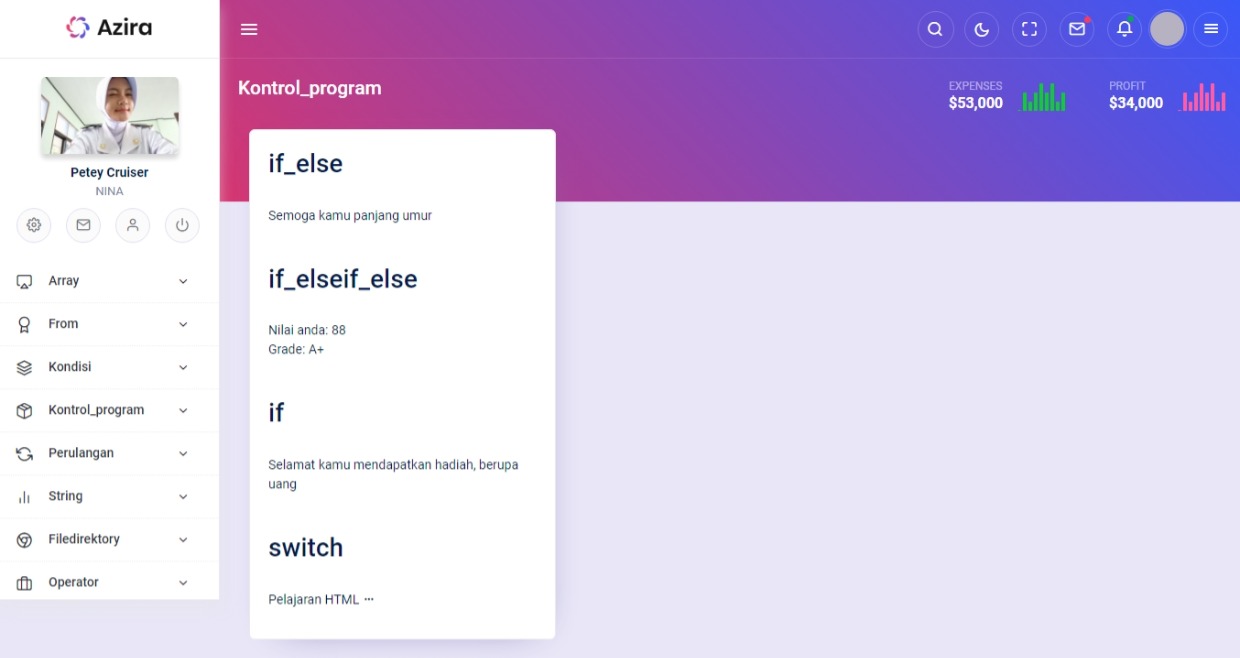 Azira
Petey Cruiser
NINA
Array
From
Kondisi
Kontrol_program
Perulangan
String
Filedirektory
Operator
Kontrol_program
EXPENSES
$53,000
PROFIT
$34,000
if_else
Semoga kamu panjang umur
if_elseif_else
Nilai anda: 88
Grade: A+
if
Selamat kamu mendapatkan hadiah, berupa
uang
switch
Pelajaran HTML ···